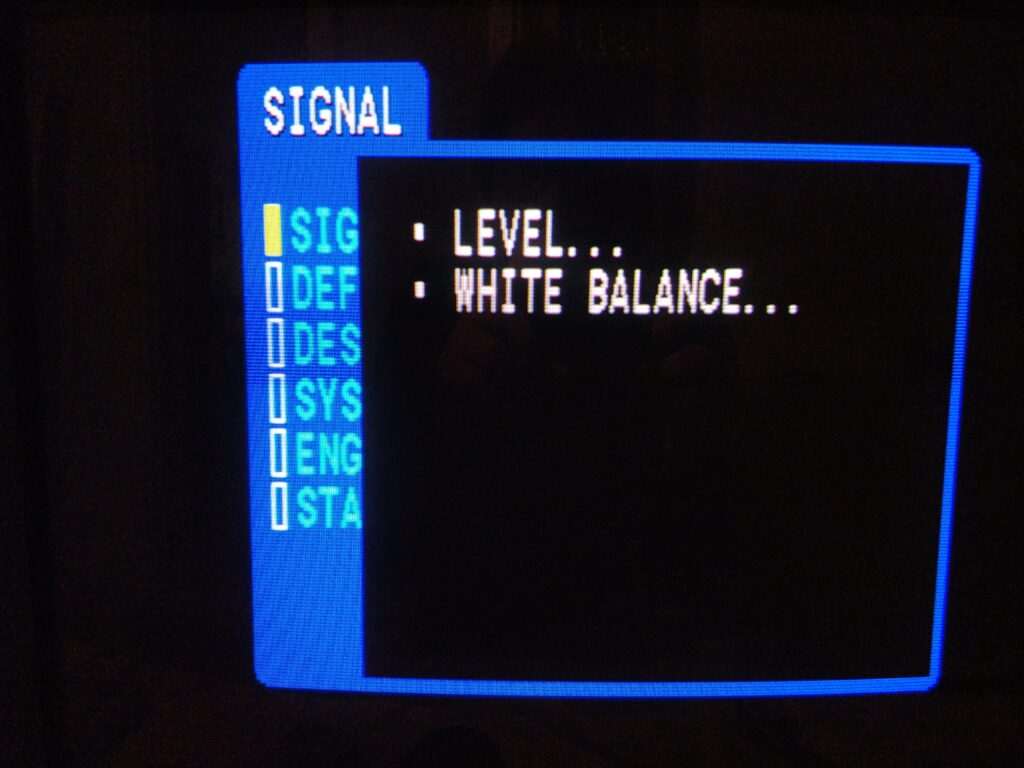 SIGNAL
SIG
DEF
DES
SYS
ENG
STA
LEVEL...
WHITE BALANCE...